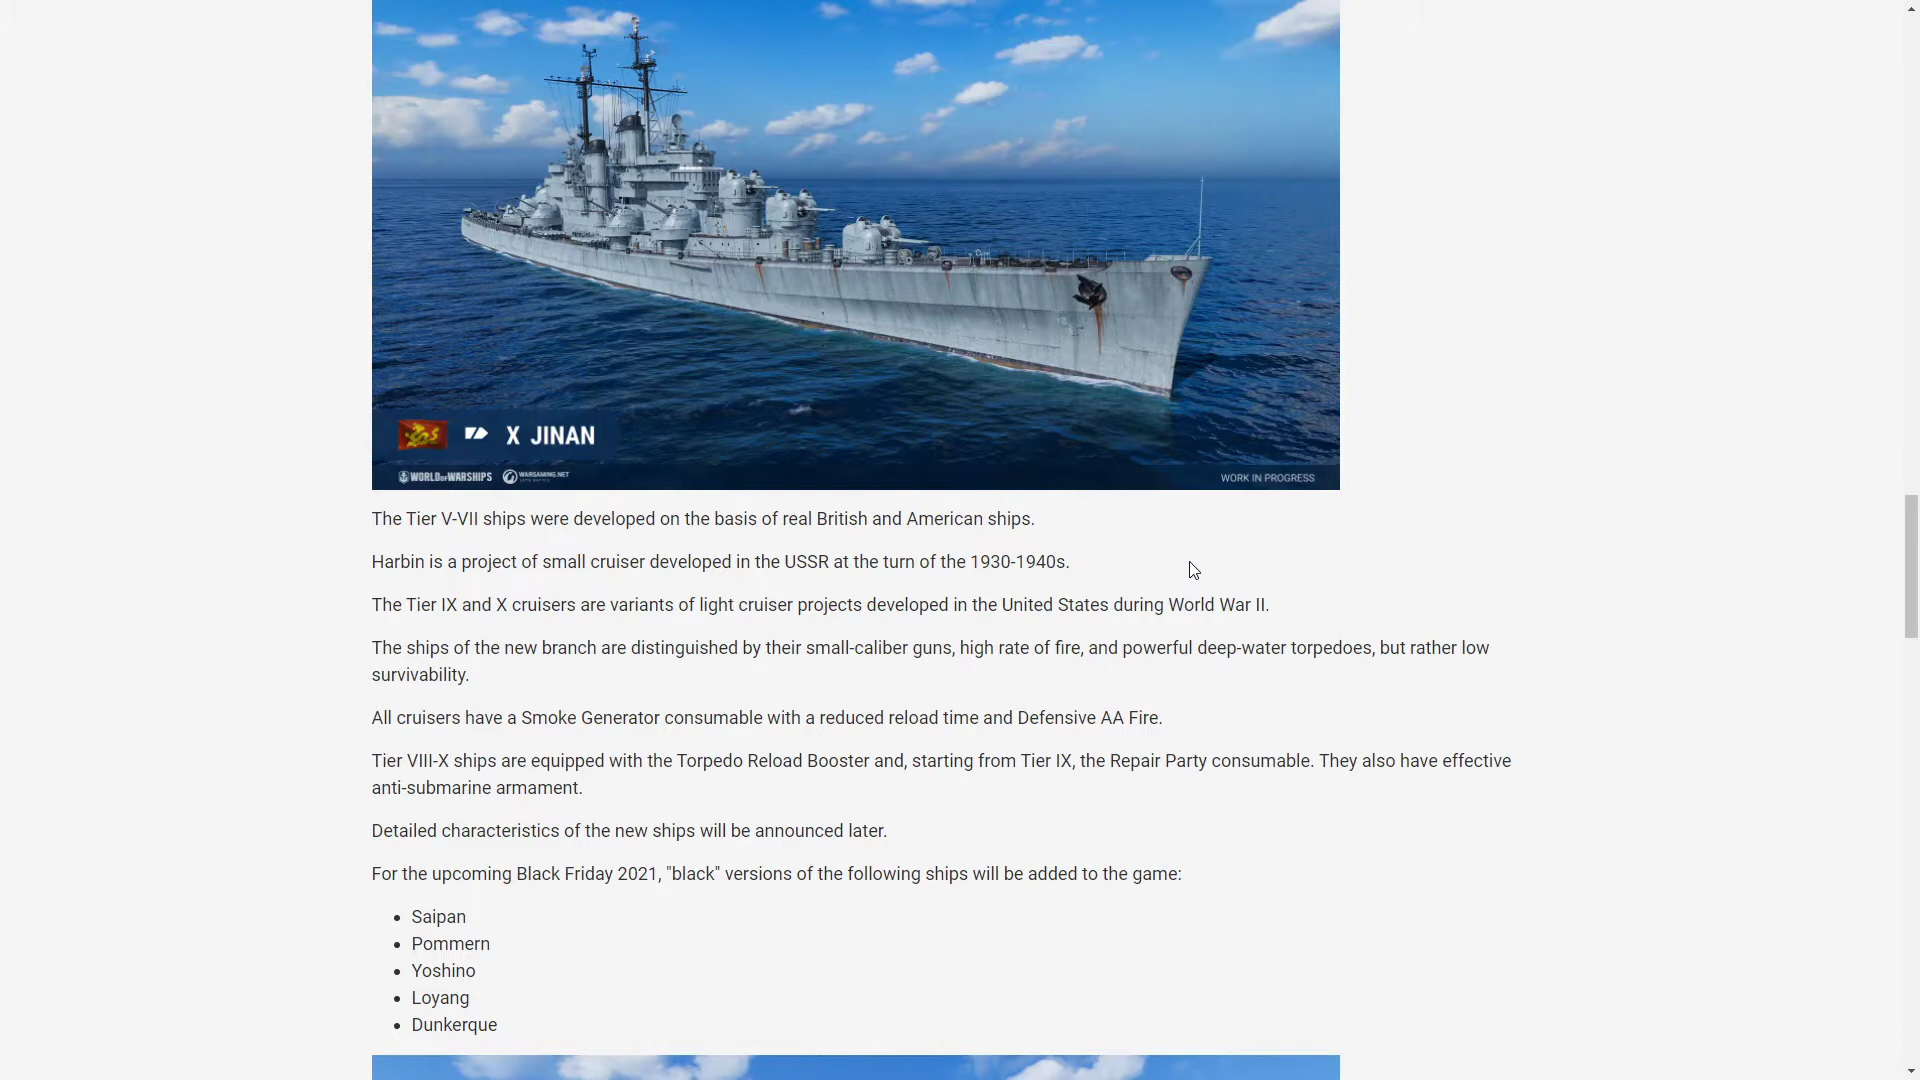 X JINAN
WORLD OF WARSHIPS WARGAMING.NET
WORK IN PROGRESS
The Tier V-VII ships were developed on the basis of real British and American ships.
Harbin is a project of small cruiser developed in the USSR at the turn of the 1930-1940s.
The Tier IX and X cruisers are variants of light cruiser projects developed in the United States during World War II.
The ships of the new branch are distinguished by their small-caliber guns, high rate of fire, and powerful deep-water torpedoes, but rather low
survivability.
All cruisers have a Smoke Generator consumable with a reduced reload time and Defensive AA Fire.
Tier VIII-X ships are equipped with the Torpedo Reload Booster and, starting from Tier IX, the Repair Party consumable. They also have effective
anti-submarine armament.
Detailed characteristics of the new ships will be announced later.
For the upcoming Black Friday 2021, "black" versions of the following ships will be added to the game:
• Saipan
• Pommern
• Yoshino
• Loyang
• Dunkerque